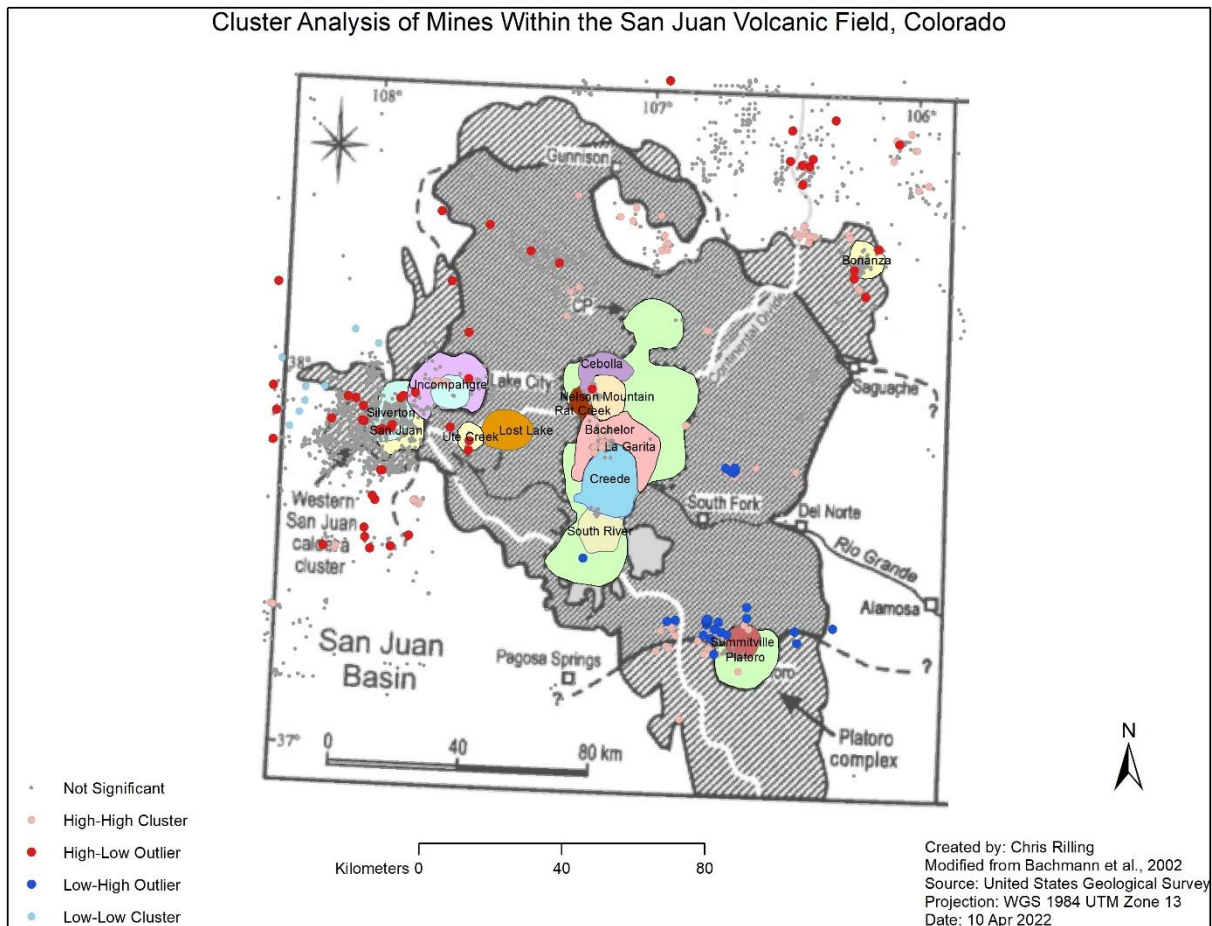 Cluster Analysis of Mines Within the San Juan Volcanic Field, Colorado
108°
107°
106°
Gunnison
Bonanza
CP
Continental Divide
38°
Cebolla
Saguache
Incompahgre
Lake City
Nelson Mountain
?
Rat Creek
Silverton
San Juan
Ute Creek
Lost Lake
Bachelor
La Garita
Creede
Western
San Juan
caldera
cluster
South Fork
Del Norte
South River
Rio Grande
Alamosa
San Juan
Basin
Pagosa Springs
?
Summitville
Platoro
?
Platoro
complex
37°
0
40
80 km
N
Not Significant
High-High Cluster
High-Low Outlier
Low-High Outlier
Low-Low Cluster
Kilometers 0 40 80
Created by: Chris Rilling
Modified from Bachmann et al., 2002
Source: United States Geological Survey
Projection: WGS 1984 UTM Zone 13
Date: 10 Apr 2022